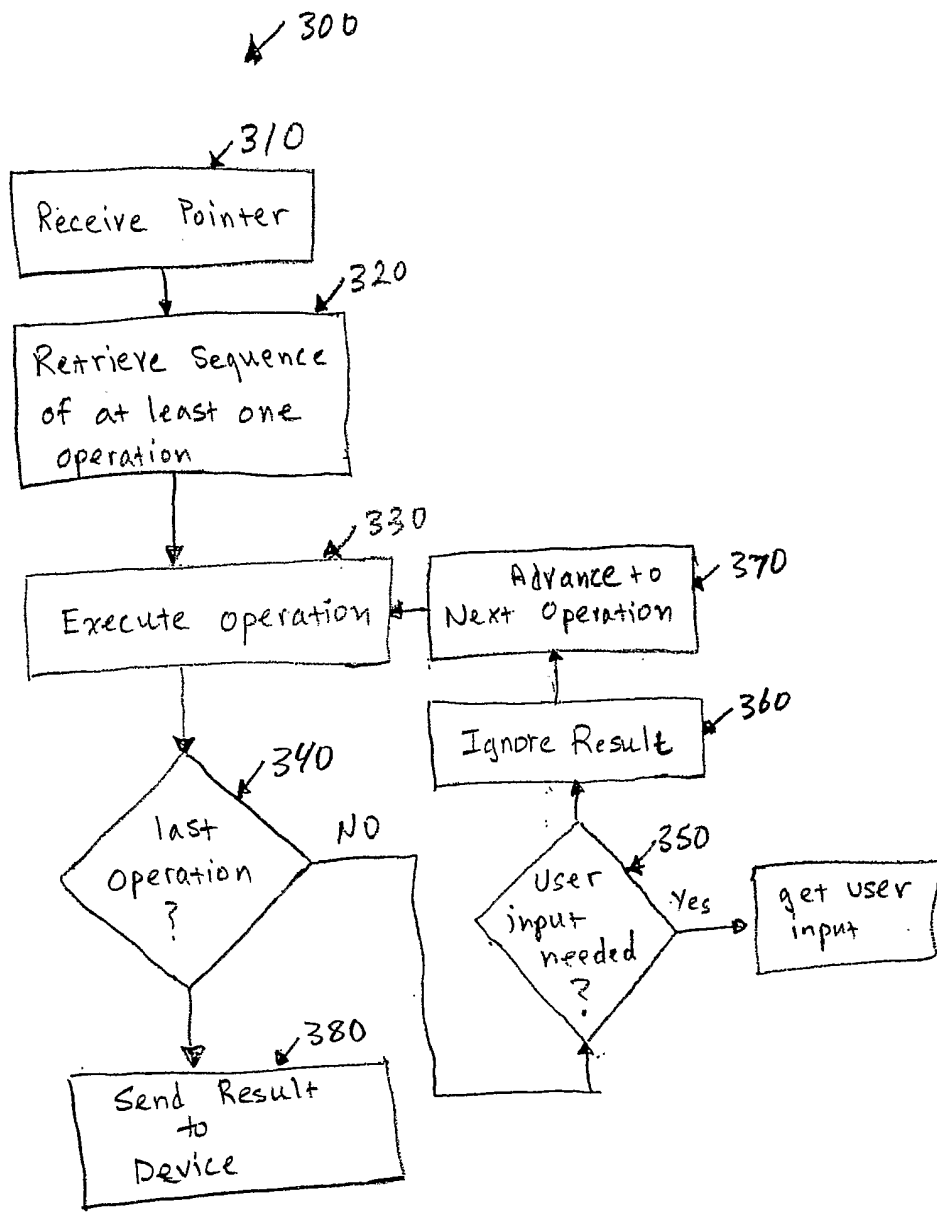 300
310
Receive Pointer
320
Retrieve Sequence
of at least one
operation
330
Execute operation
370
Advance to
Next Operation
360
Ignore Result
340
last
operation
?
NO
350
User
input
needed
?
Yes
get user
input
380
Send Result
to
Device